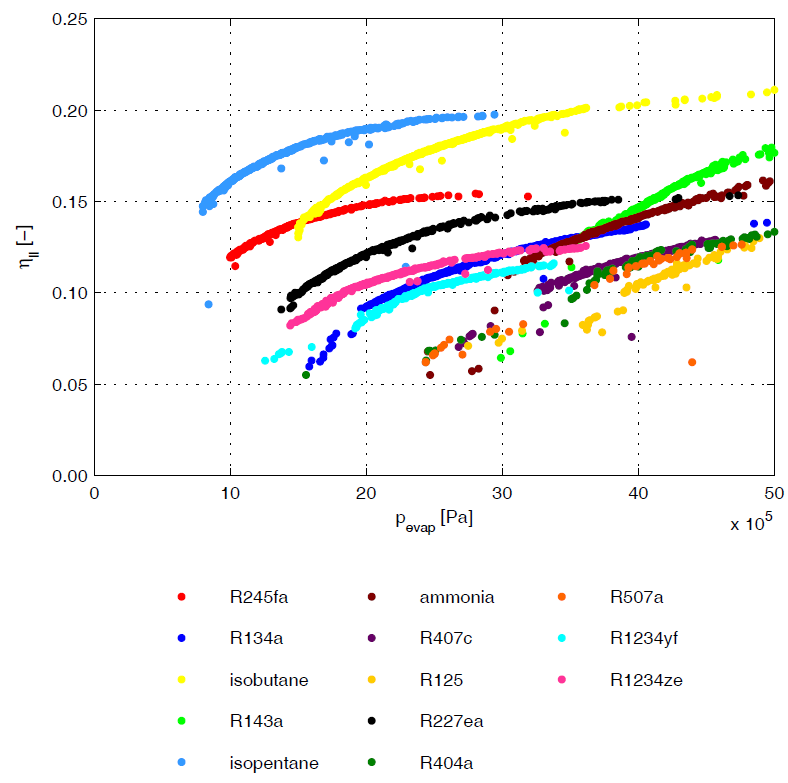 0.25
0.20
0.15
0.10
0.05
0.00
η_II [−]
0 10 20 30 40 50
p_evap [Pa]
x 10^5
R245fa ammonia R507a
R134a R407c R1234yf
isobutane R125 R1234ze
R143a R227ea
isopentane R404a